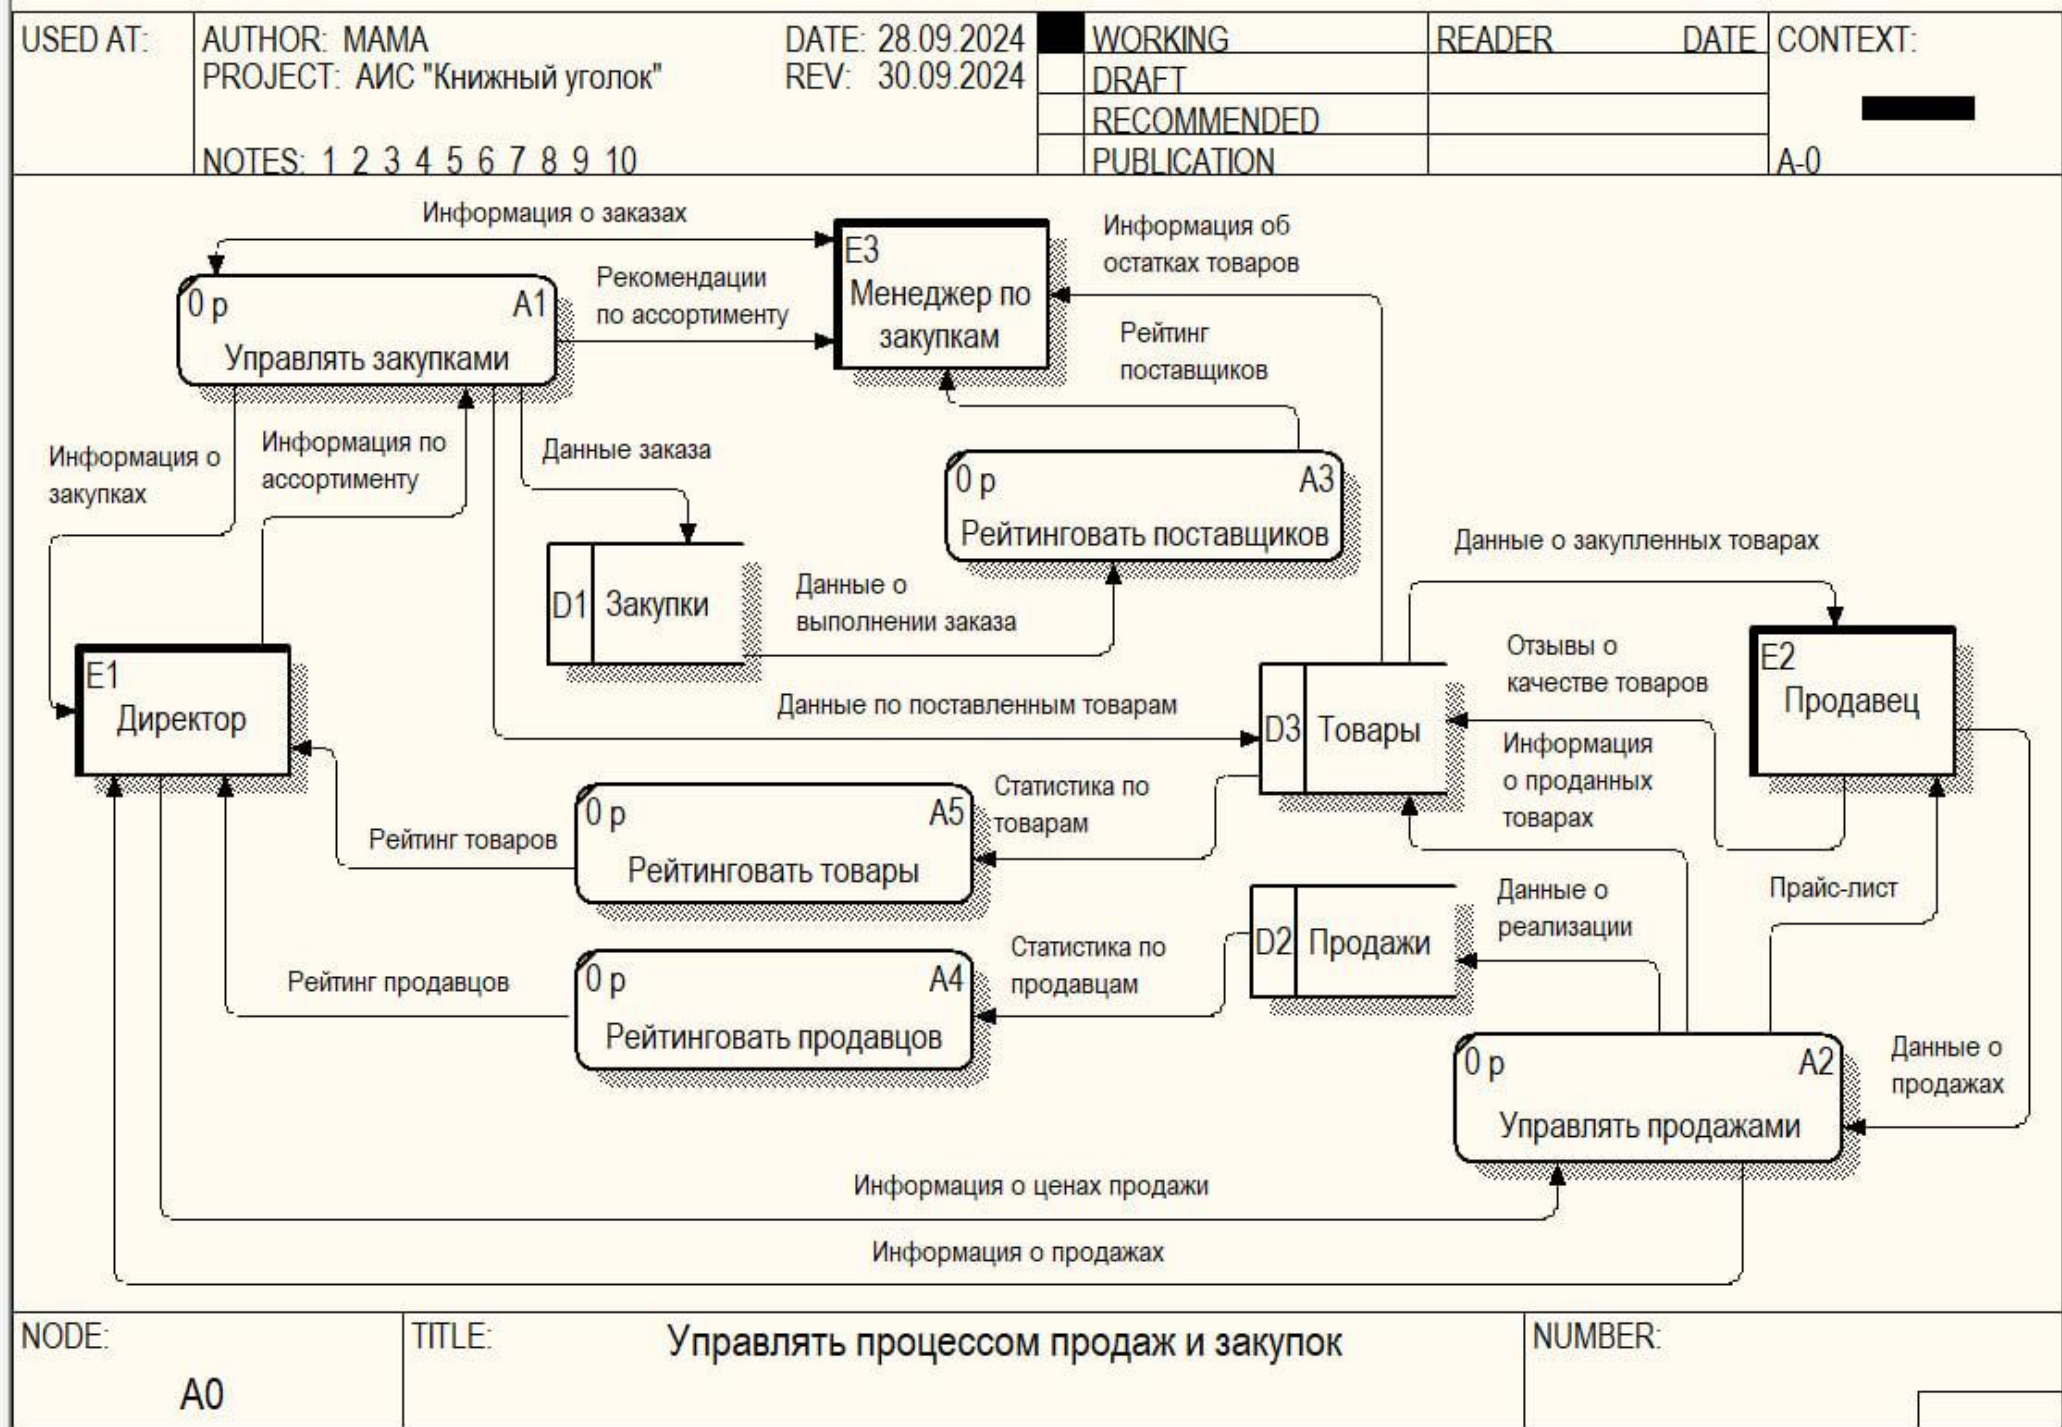 USED AT:
AUTHOR: МАМА
DATE: 28.09.2024
PROJECT: АИС "Книжный уголок"
REV: 30.09.2024
NOTES: 1 2 3 4 5 6 7 8 9 10
WORKING
DRAFT
RECOMMENDED
PUBLICATION
READER
DATE
CONTEXT:
A-0
Информация о заказах
0 р
A1
Управлять закупками
Рекомендации
по ассортименту
E3
Менеджер по
закупкам
Информация об
остатках товаров
Рейтинг
поставщиков
Информация о
закупках
Информация по
ассортименту
Данные заказа
0 р
A3
Рейтинговать поставщиков
Данные о закупленных товарах
D1
Закупки
Данные о
выполнении заказа
E1
Директор
Данные по поставленным товарам
D3
Товары
Отзывы о
качестве товаров
E2
Продавец
Информация
о проданных
товарах
Рейтинг товаров
0 р
A5
Рейтинговать товары
Статистика по
товарам
Рейтинг продавцов
0 р
A4
Рейтинговать продавцов
Статистика по
продавцам
D2
Продажи
Данные о
реализации
Прайс-лист
0 р
A2
Управлять продажами
Данные о
продажах
Информация о ценах продажи
Информация о продажах
NODE:
A0
TITLE:
Управлять процессом продаж и закупок
NUMBER: